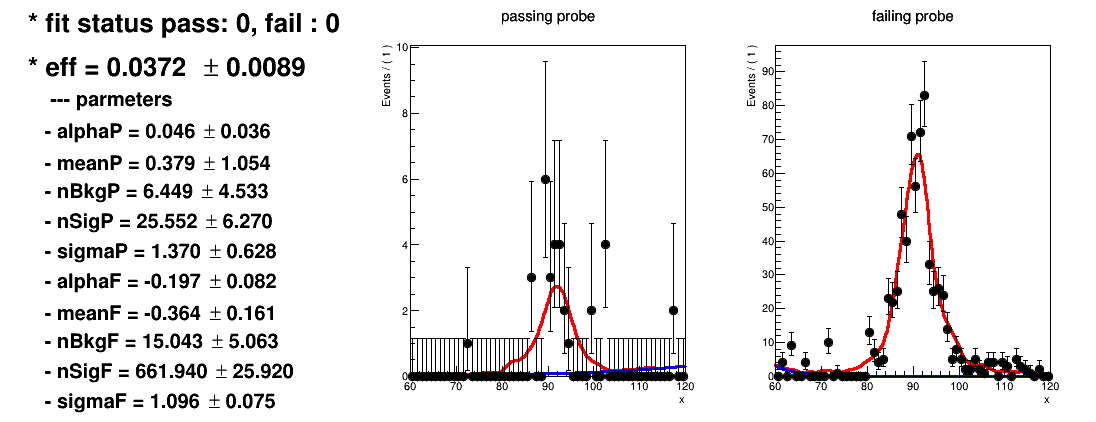 * fit status pass: 0, fail : 0
* eff = 0.0372 ± 0.0089
--- parmeters
- alphaP = 0.046 ± 0.036
- meanP = 0.379 ± 1.054
- nBkgP = 6.449 ± 4.533
- nSigP = 25.552 ± 6.270
- sigmaP = 1.370 ± 0.628
- alphaF = -0.197 ± 0.082
- meanF = -0.364 ± 0.161
- nBkgF = 15.043 ± 5.063
- nSigF = 661.940 ± 25.920
- sigmaF = 1.096 ± 0.075
passing probe
Events / ( 1 )
10
8
6
4
2
0
60 70 80 90 100 110 120
x
failing probe
Events / ( 1 )
90
80
70
60
50
40
30
20
10
0
60 70 80 90 100 110 120
x